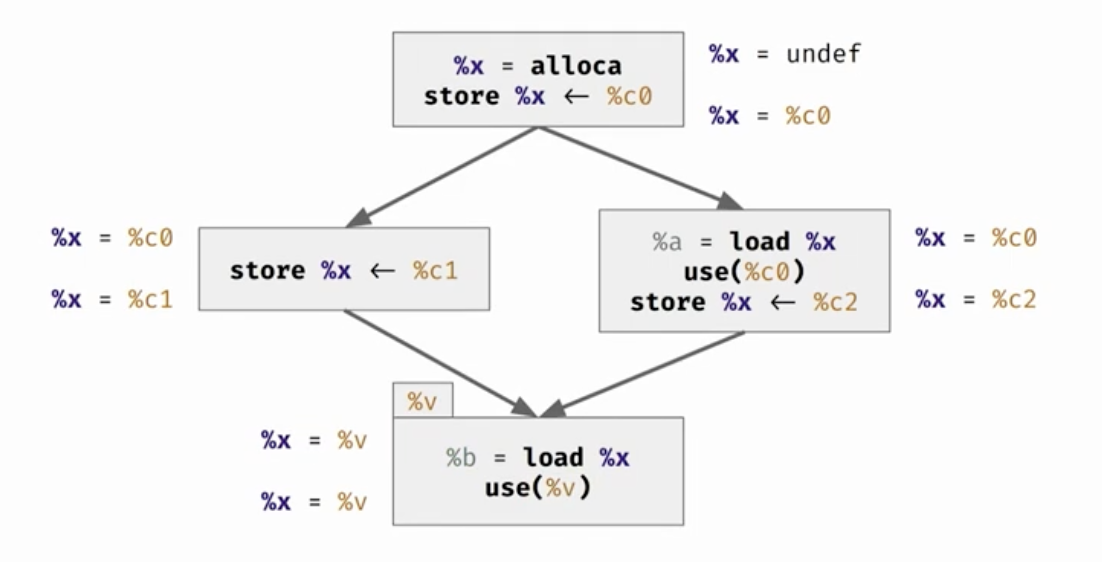 %x = alloca
store %x ← %c0
%x = undef
%x = %c0
%x = %c0
%x = %c1
store %x ← %c1
%a = load %x
use(%c0)
store %x ← %c2
%x = %c0
%x = %c2
%v
%x = %v
%x = %v
%b = load %x
use(%v)